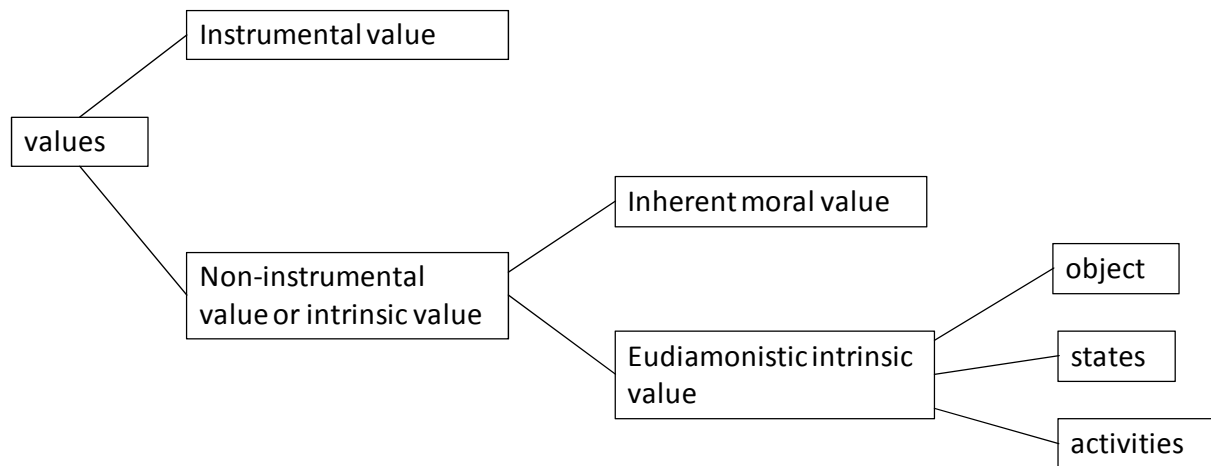 Instrumental value
values
Inherent moral value
Non-instrumental
value or intrinsic value
object
Eudiamonistic intrinsic
value
states
activities